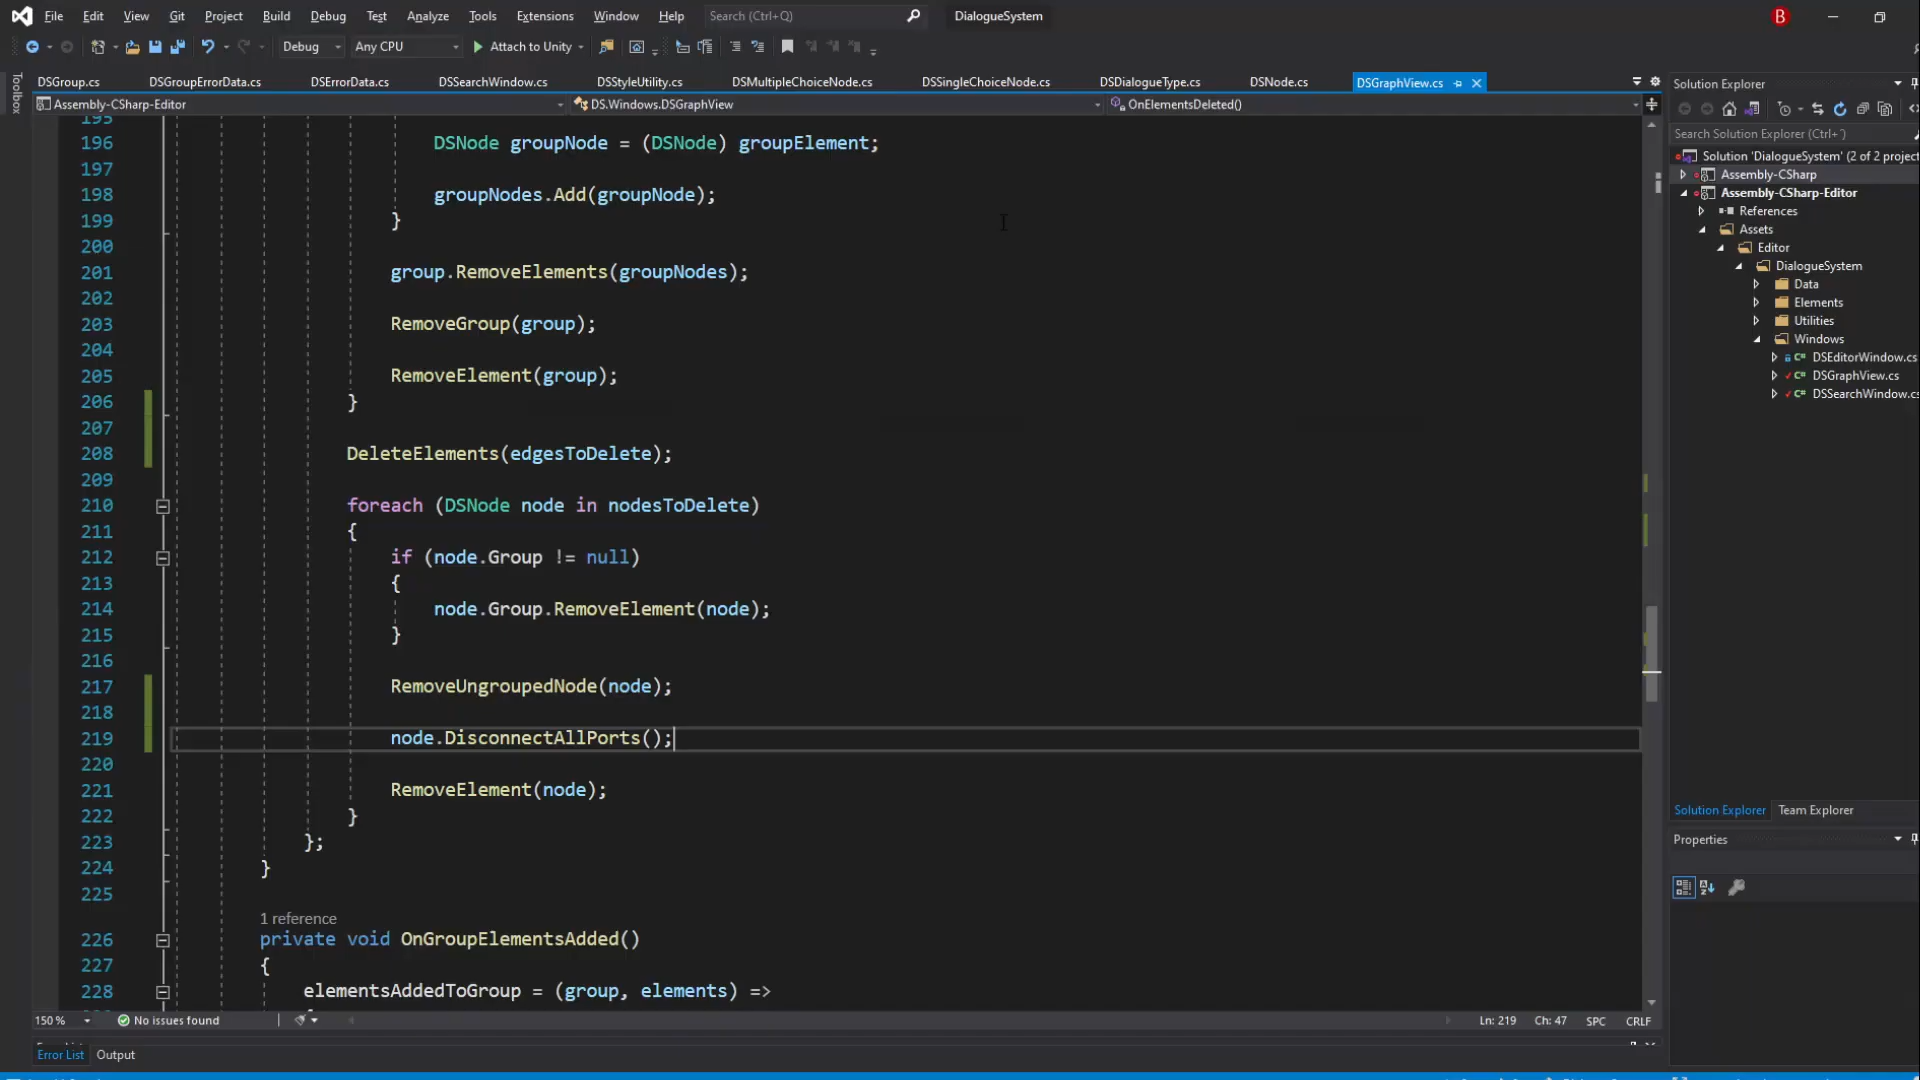 File Edit View Git Project Build Debug Test Analyze Tools Extensions Window Help Search (Ctrl+Q) DialogueSystem B
Debug Any CPU Attach to Unity
Toolbox
DSGroup.cs DSGroupErrorData.cs DSErrorData.cs DSSearchWindow.cs DSStyleUtility.cs DSMultipleChoiceNode.cs DSSingleChoiceNode.cs DSDialogueType.cs DSNode.cs DSGraphView.cs
Assembly-CSharp-Editor DS.Windows.DSGraphView OnElementsDeleted()
195
196 DSNode groupNode = (DSNode) groupElement;
197
198 groupNodes.Add(groupNode);
199 }
200
201 group.RemoveElements(groupNodes);
202
203 RemoveGroup(group);
204
205 RemoveElement(group);
206 }
207
208 DeleteElements(edgesToDelete);
209
210 foreach (DSNode node in nodesToDelete)
211 {
212 if (node.Group != null)
213 {
214 node.Group.RemoveElement(node);
215 }
216
217 RemoveUngroupedNode(node);
218
219 node.DisconnectAllPorts();
220
221 RemoveElement(node);
222 }
223 };
224 }
225
1 reference
226 private void OnGroupElementsAdded()
227 {
228 elementsAddedToGroup = (group, elements) =>
150 % No issues found Ln: 219 Ch: 47 SPC CRLF
Error List Output
Solution Explorer
Search Solution Explorer (Ctrl+
Solution 'DialogueSystem' (2 of 2 project
Assembly-CSharp
Assembly-CSharp-Editor
References
Assets
Editor
DialogueSystem
Data
Elements
Utilities
Windows
DSEditorWindow.cs
DSGraphView.cs
DSSearchWindow.cs
Solution Explorer Team Explorer
Properties